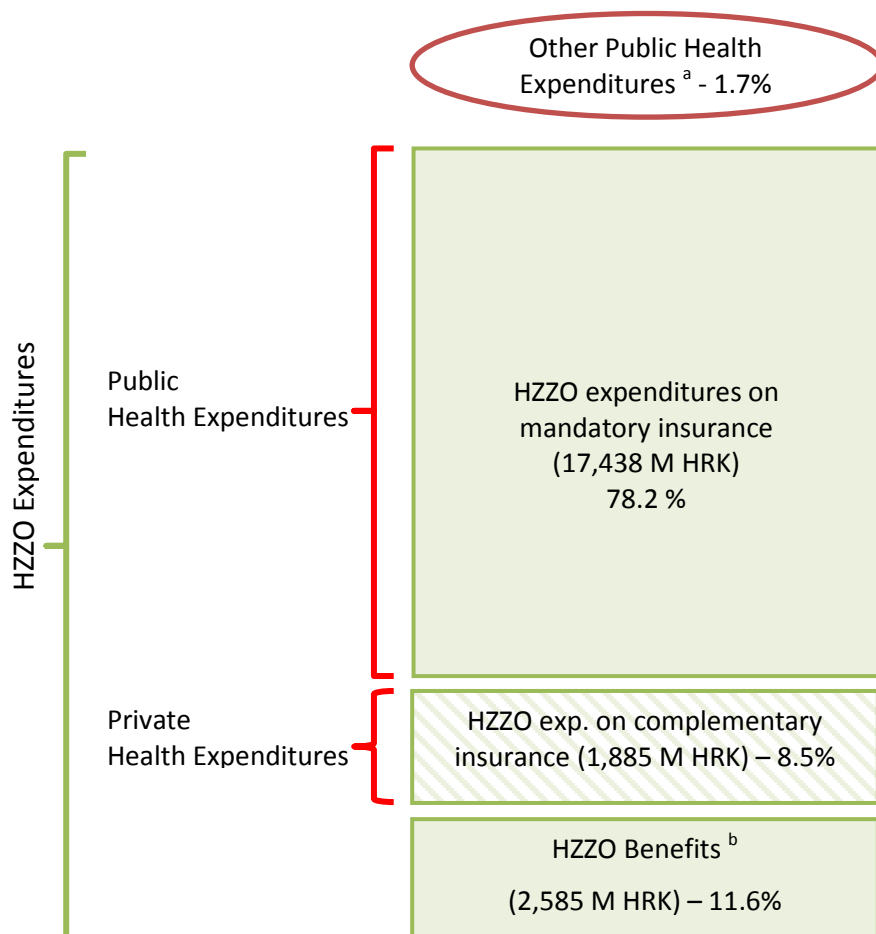 Other Public Health
Expenditures a - 1.7%
HZZO Expenditures
Public
Health Expenditures
HZZO expenditures on
mandatory insurance
(17,438 M HRK)
78.2 %
Private
Health Expenditures
HZZO exp. on complementary
insurance (1,885 M HRK) – 8.5%
HZZO Benefits b
(2,585 M HRK) – 11.6%